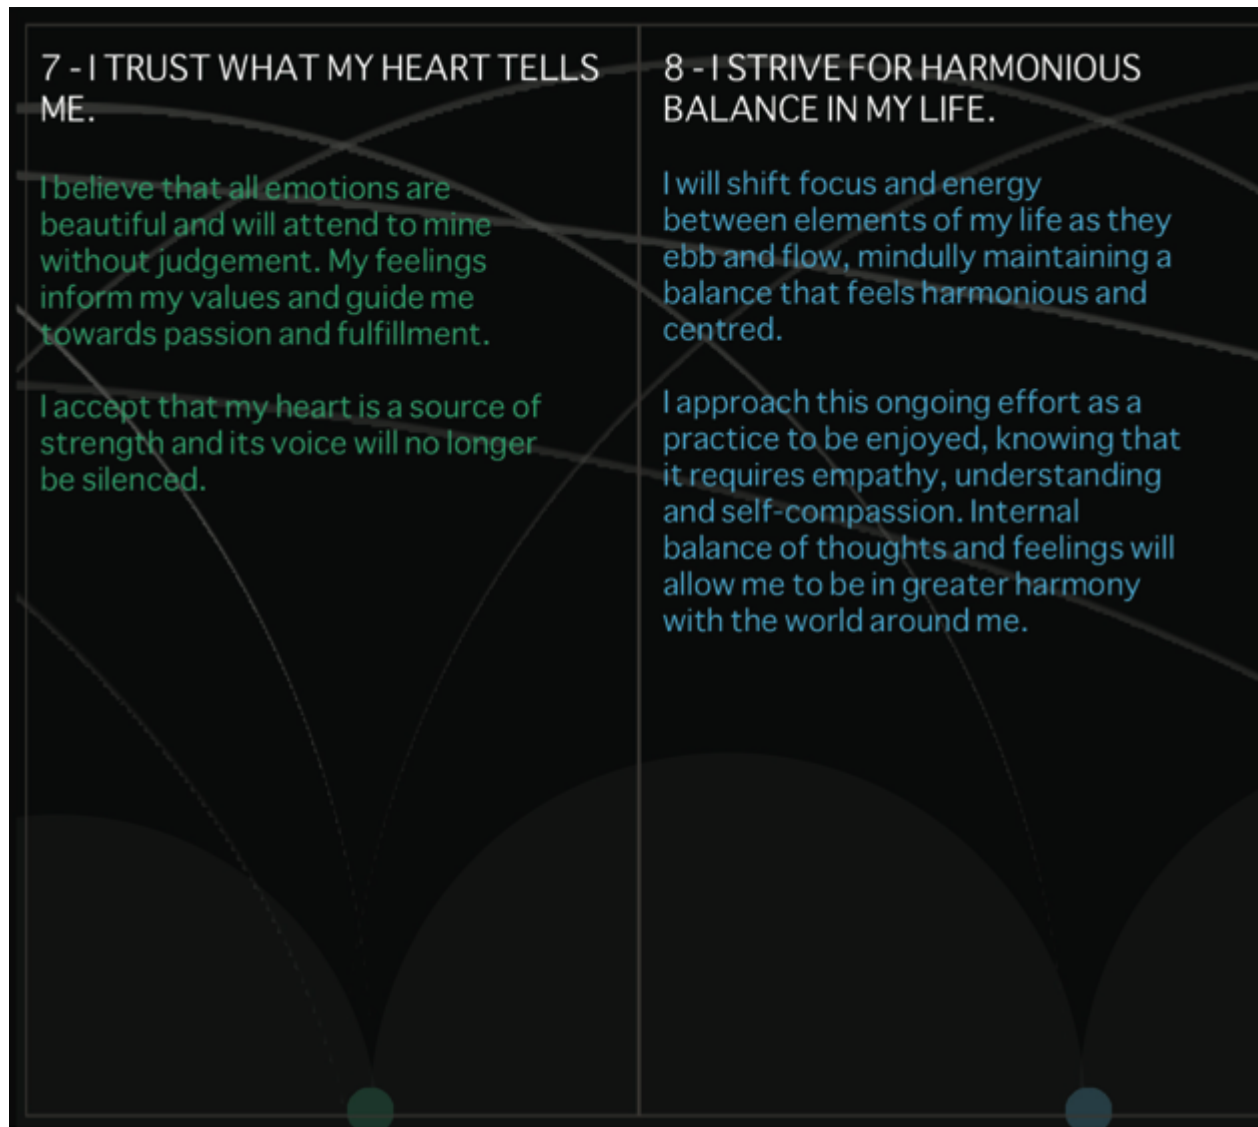 7 - I TRUST WHAT MY HEART TELLS
ME.
I believe that all emotions are
beautiful and will attend to mine
without judgement. My feelings
inform my values and guide me
towards passion and fulfillment.
I accept that my heart is a source of
strength and its voice will no longer
be silenced.
8 - I STRIVE FOR HARMONIOUS
BALANCE IN MY LIFE.
I will shift focus and energy
between elements of my life as they
ebb and flow, mindully maintaining a
balance that feels harmonious and
centred.
I approach this ongoing effort as a
practice to be enjoyed, knowing that
it requires empathy, understanding
and self-compassion. Internal
balance of thoughts and feelings will
allow me to be in greater harmony
with the world around me.